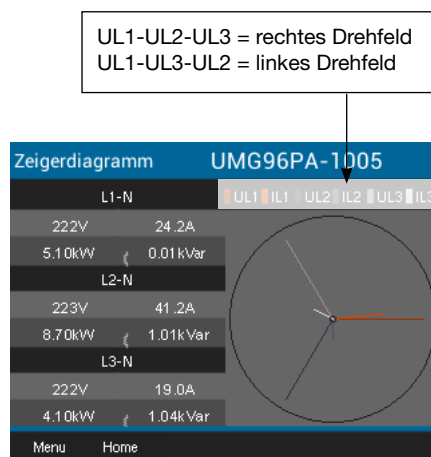 UL1-UL2-UL3 = rechtes Drehfeld
UL1-UL3-UL2 = linkes Drehfeld
Zeigerdiagramm UMG96PA-1005
L1-N UL1 IL1 UL2 IL2 UL3 IL3
222V 24.2A
5.10kW 0.01kVar
L2-N
223V 41.2A
8.70kW 1.01kVar
L3-N
222V 19.0A
4.10kW 1.04kVar
Menu Home